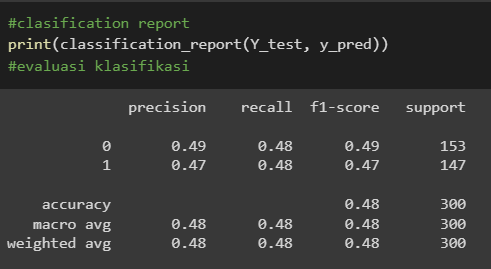 #clasification report
print(classification_report(Y_test, y_pred))
#evaluasi klasifikasi
precision recall f1-score support
0 0.49 0.48 0.49 153
1 0.47 0.48 0.47 147
accuracy 0.48 300
macro avg 0.48 0.48 0.48 300
weighted avg 0.48 0.48 0.48 300